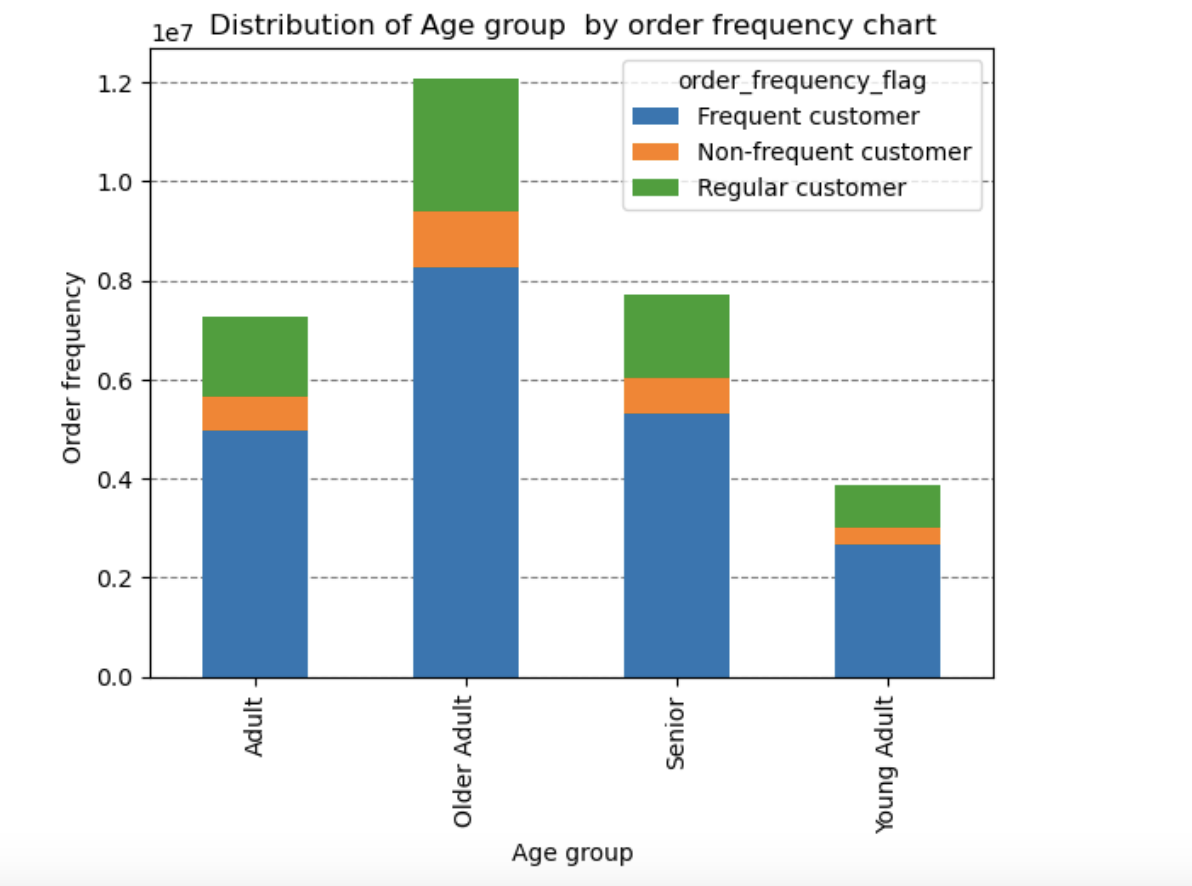 Distribution of Age group  by order frequency chart
1e7
1.2
1.0
0.8
0.6
0.4
0.2
0.0
Order frequency
order_frequency_flag
Frequent customer
Non-frequent customer
Regular customer
Adult
Older Adult
Senior
Young Adult
Age group